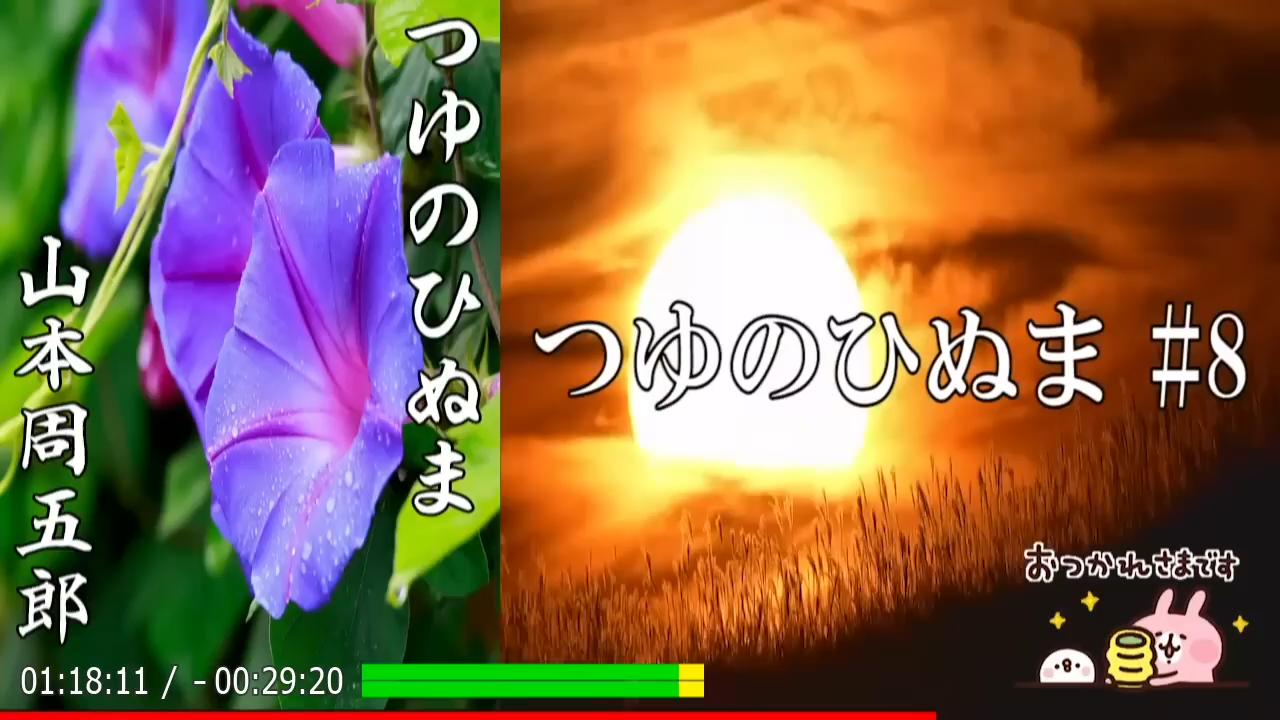 つゆのひぬま
山本周五郎
つゆのひぬま #8
おつかれさまです
01:18:11 / -00:29:20